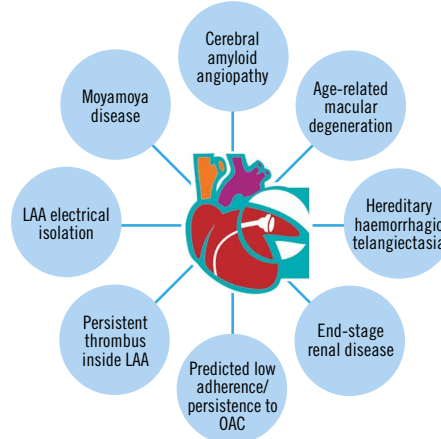 Cerebral
amyloid
angiopathy
Age-related
macular
degeneration
Hereditary
haemorrhagic
telangiectasia
End-stage
renal disease
Predicted low
adherence/
persistence to
OAC
Persistent
thrombus
inside LAA
LAA electrical
isolation
Moyamoya
disease